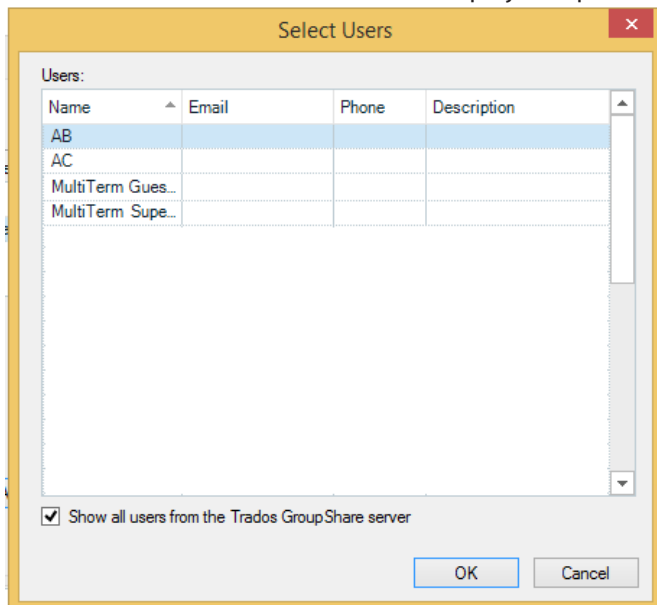 Select Users
Users:
Name Email Phone Description
AB
AC
MultiTerm Gues...
MultiTerm Supe...
Show all users from the Trados GroupShare server
OK Cancel